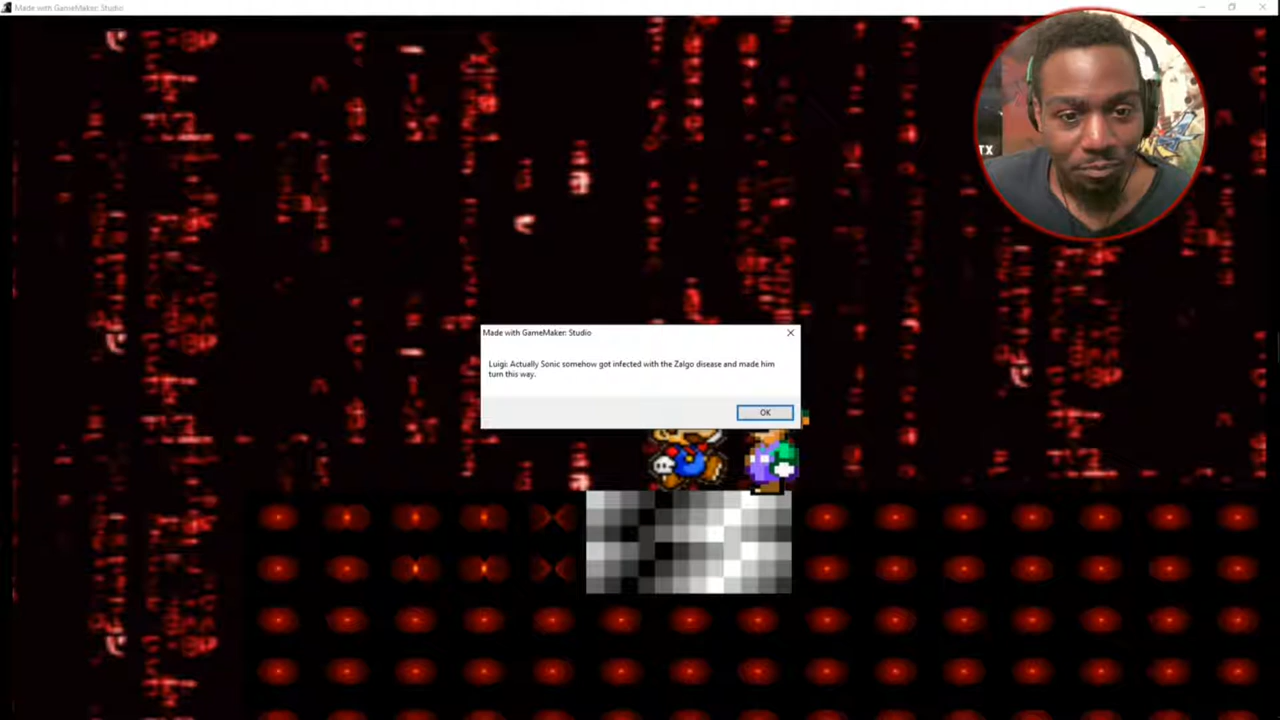 Made with GameMaker: Studio
TX
Made with GameMaker: Studio
Luigi: Actually Sonic somehow got infected with the Zalgo disease and made him
turn this way.
OK